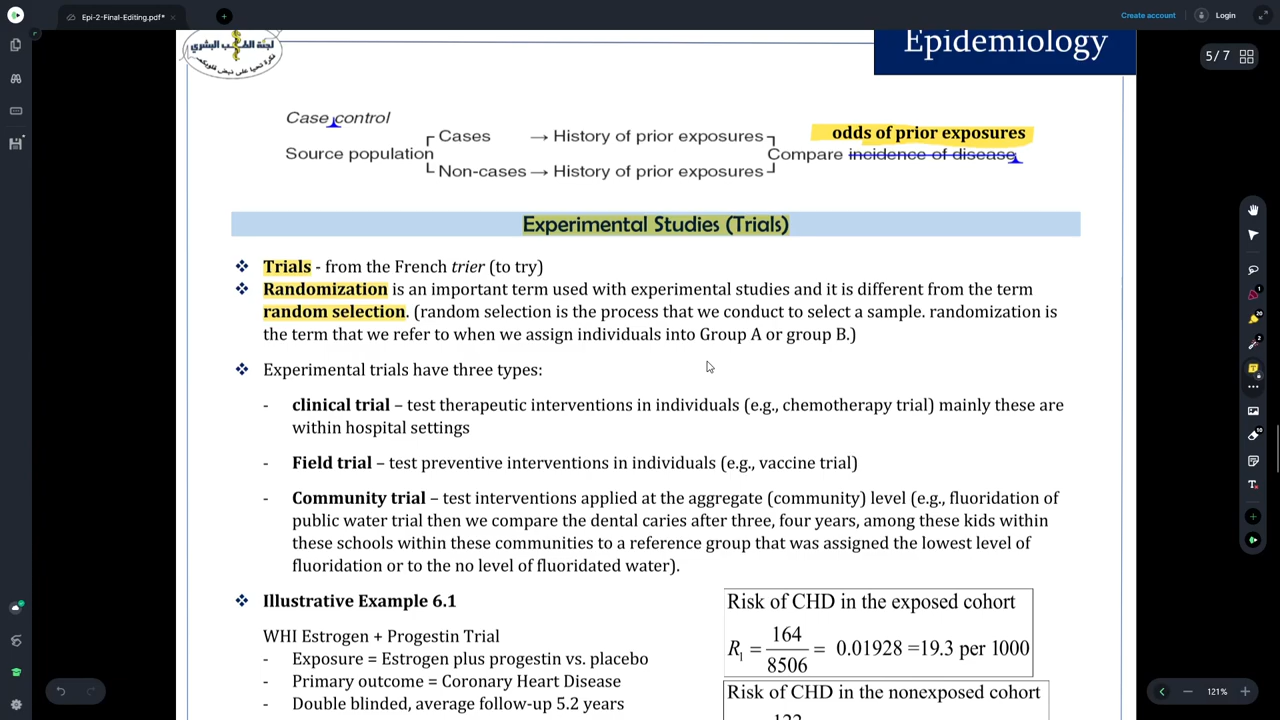 Epi-2-Final-Editing.pdf*
Create account
Login
لجنة الطب البشري
Epidemiology
5 / 7
Case control
Cases → History of prior exposures
odds of prior exposures
Source population
Compare incidence of disease
Non-cases → History of prior exposures
Experimental Studies (Trials)
❖ Trials - from the French trier (to try)
❖ Randomization is an important term used with experimental studies and it is different from the term
random selection. (random selection is the process that we conduct to select a sample. randomization is
the term that we refer to when we assign individuals into Group A or group B.)
❖ Experimental trials have three types:
- clinical trial – test therapeutic interventions in individuals (e.g., chemotherapy trial) mainly these are
within hospital settings
- Field trial – test preventive interventions in individuals (e.g., vaccine trial)
- Community trial – test interventions applied at the aggregate (community) level (e.g., fluoridation of
public water trial then we compare the dental caries after three, four years, among these kids within
these schools within these communities to a reference group that was assigned the lowest level of
fluoridation or to the no level of fluoridated water).
❖ Illustrative Example 6.1
WHI Estrogen + Progestin Trial
- Exposure = Estrogen plus progestin vs. placebo
- Primary outcome = Coronary Heart Disease
- Double blinded, average follow-up 5.2 years
Risk of CHD in the exposed cohort
R₁ = 164/8506 = 0.01928 =19.3 per 1000
Risk of CHD in the nonexposed cohort
122
121%